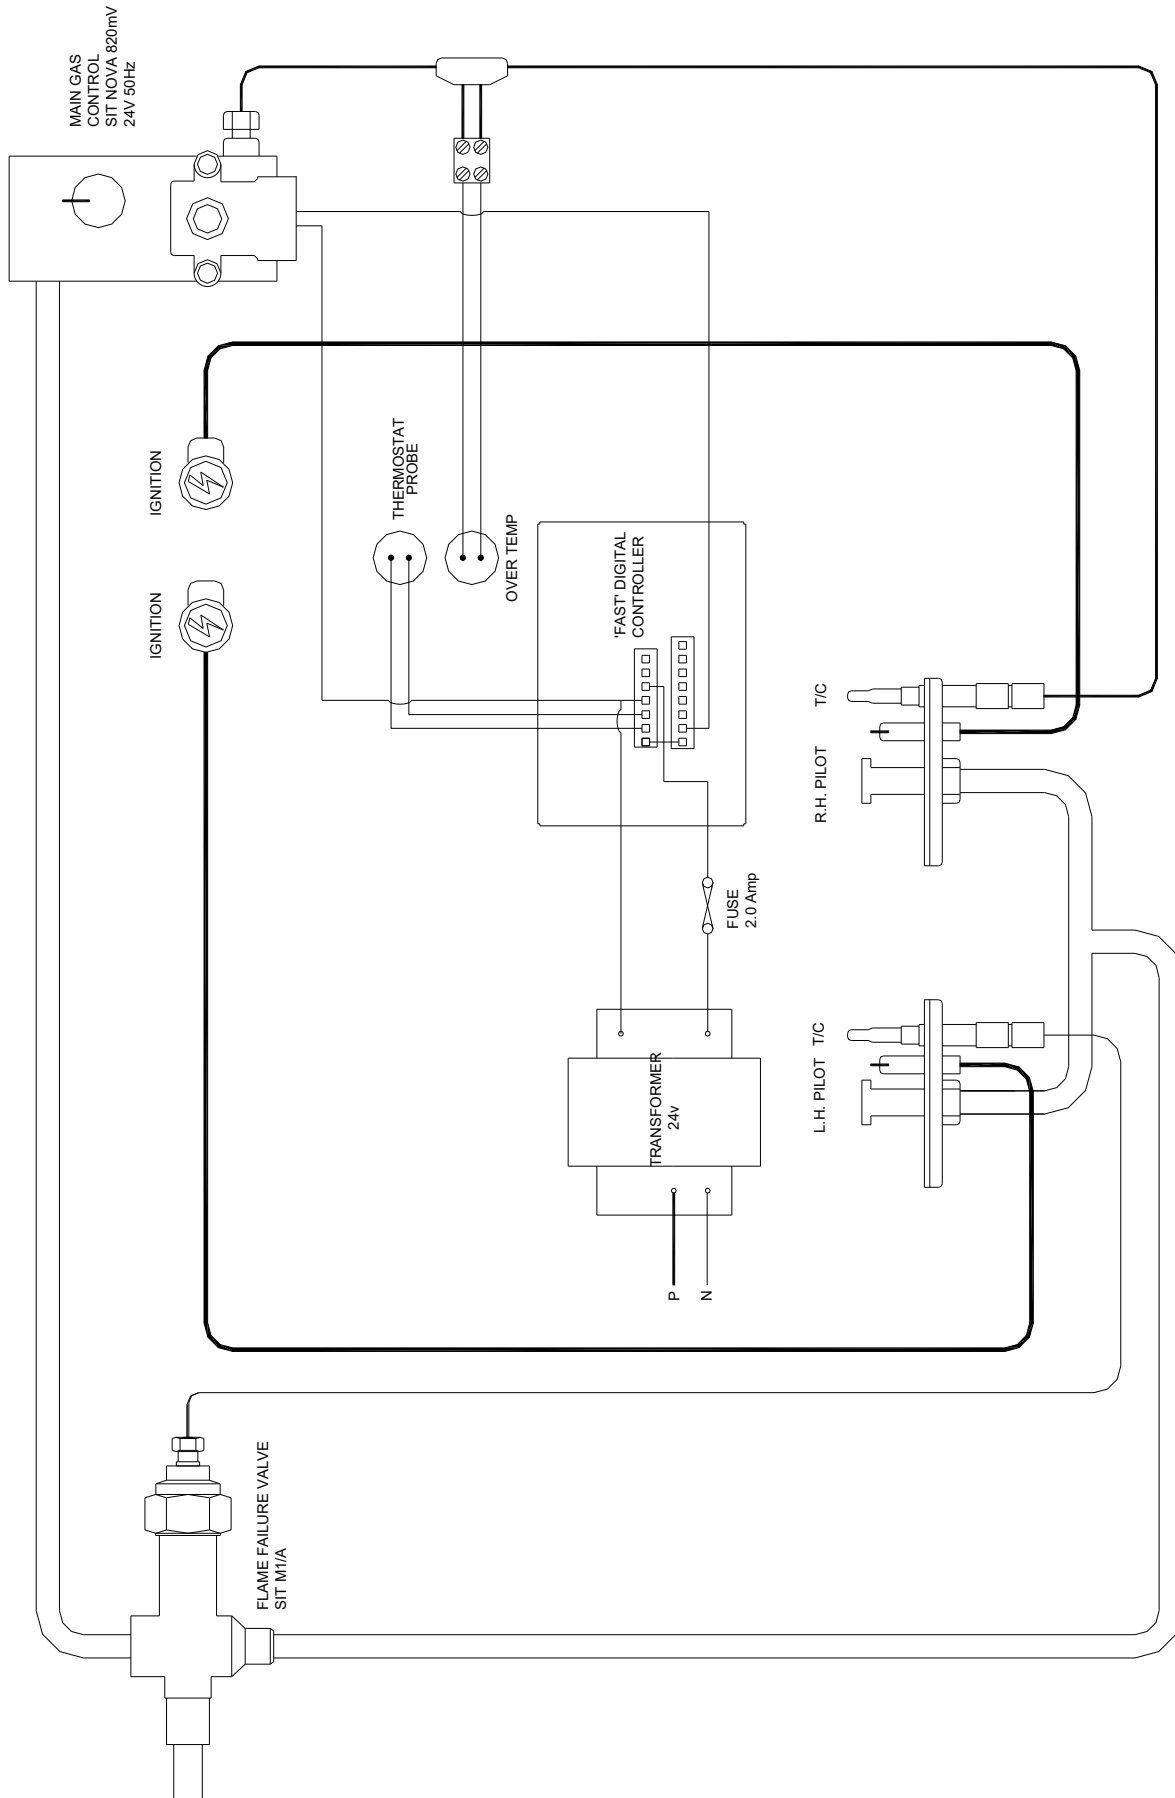 MAIN GAS
CONTROL
SIT NOVA 820mV
24V 50Hz
IGNITION
IGNITION
THERMOSTAT
PROBE
OVER TEMP
'FAST' DIGITAL
CONTROLLER
FUSE
2.0 Amp
TRANSFORMER
24v
P
N
R.H. PILOT T/C
L.H. PILOT T/C
FLAME FAILURE VALVE
SIT M1/A